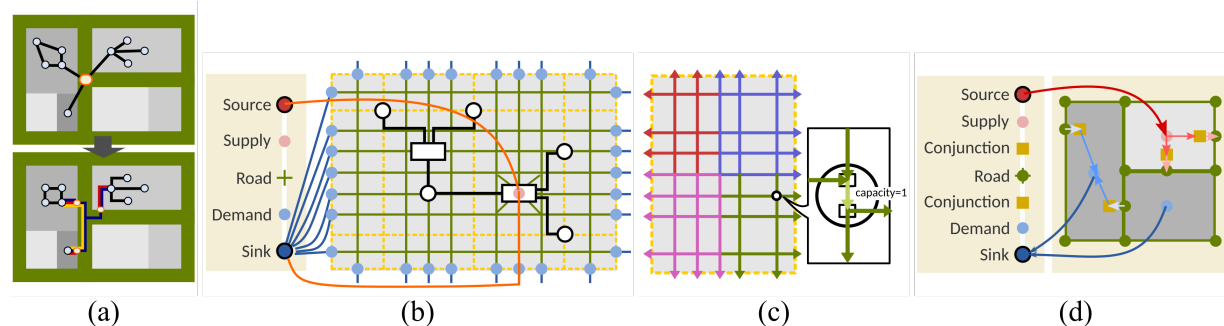 Source
Supply
Road
Demand
Sink
capacity=1
Source
Supply
Conjunction
Road
Conjunction
Demand
Sink
(a)
(b)
(c)
(d)